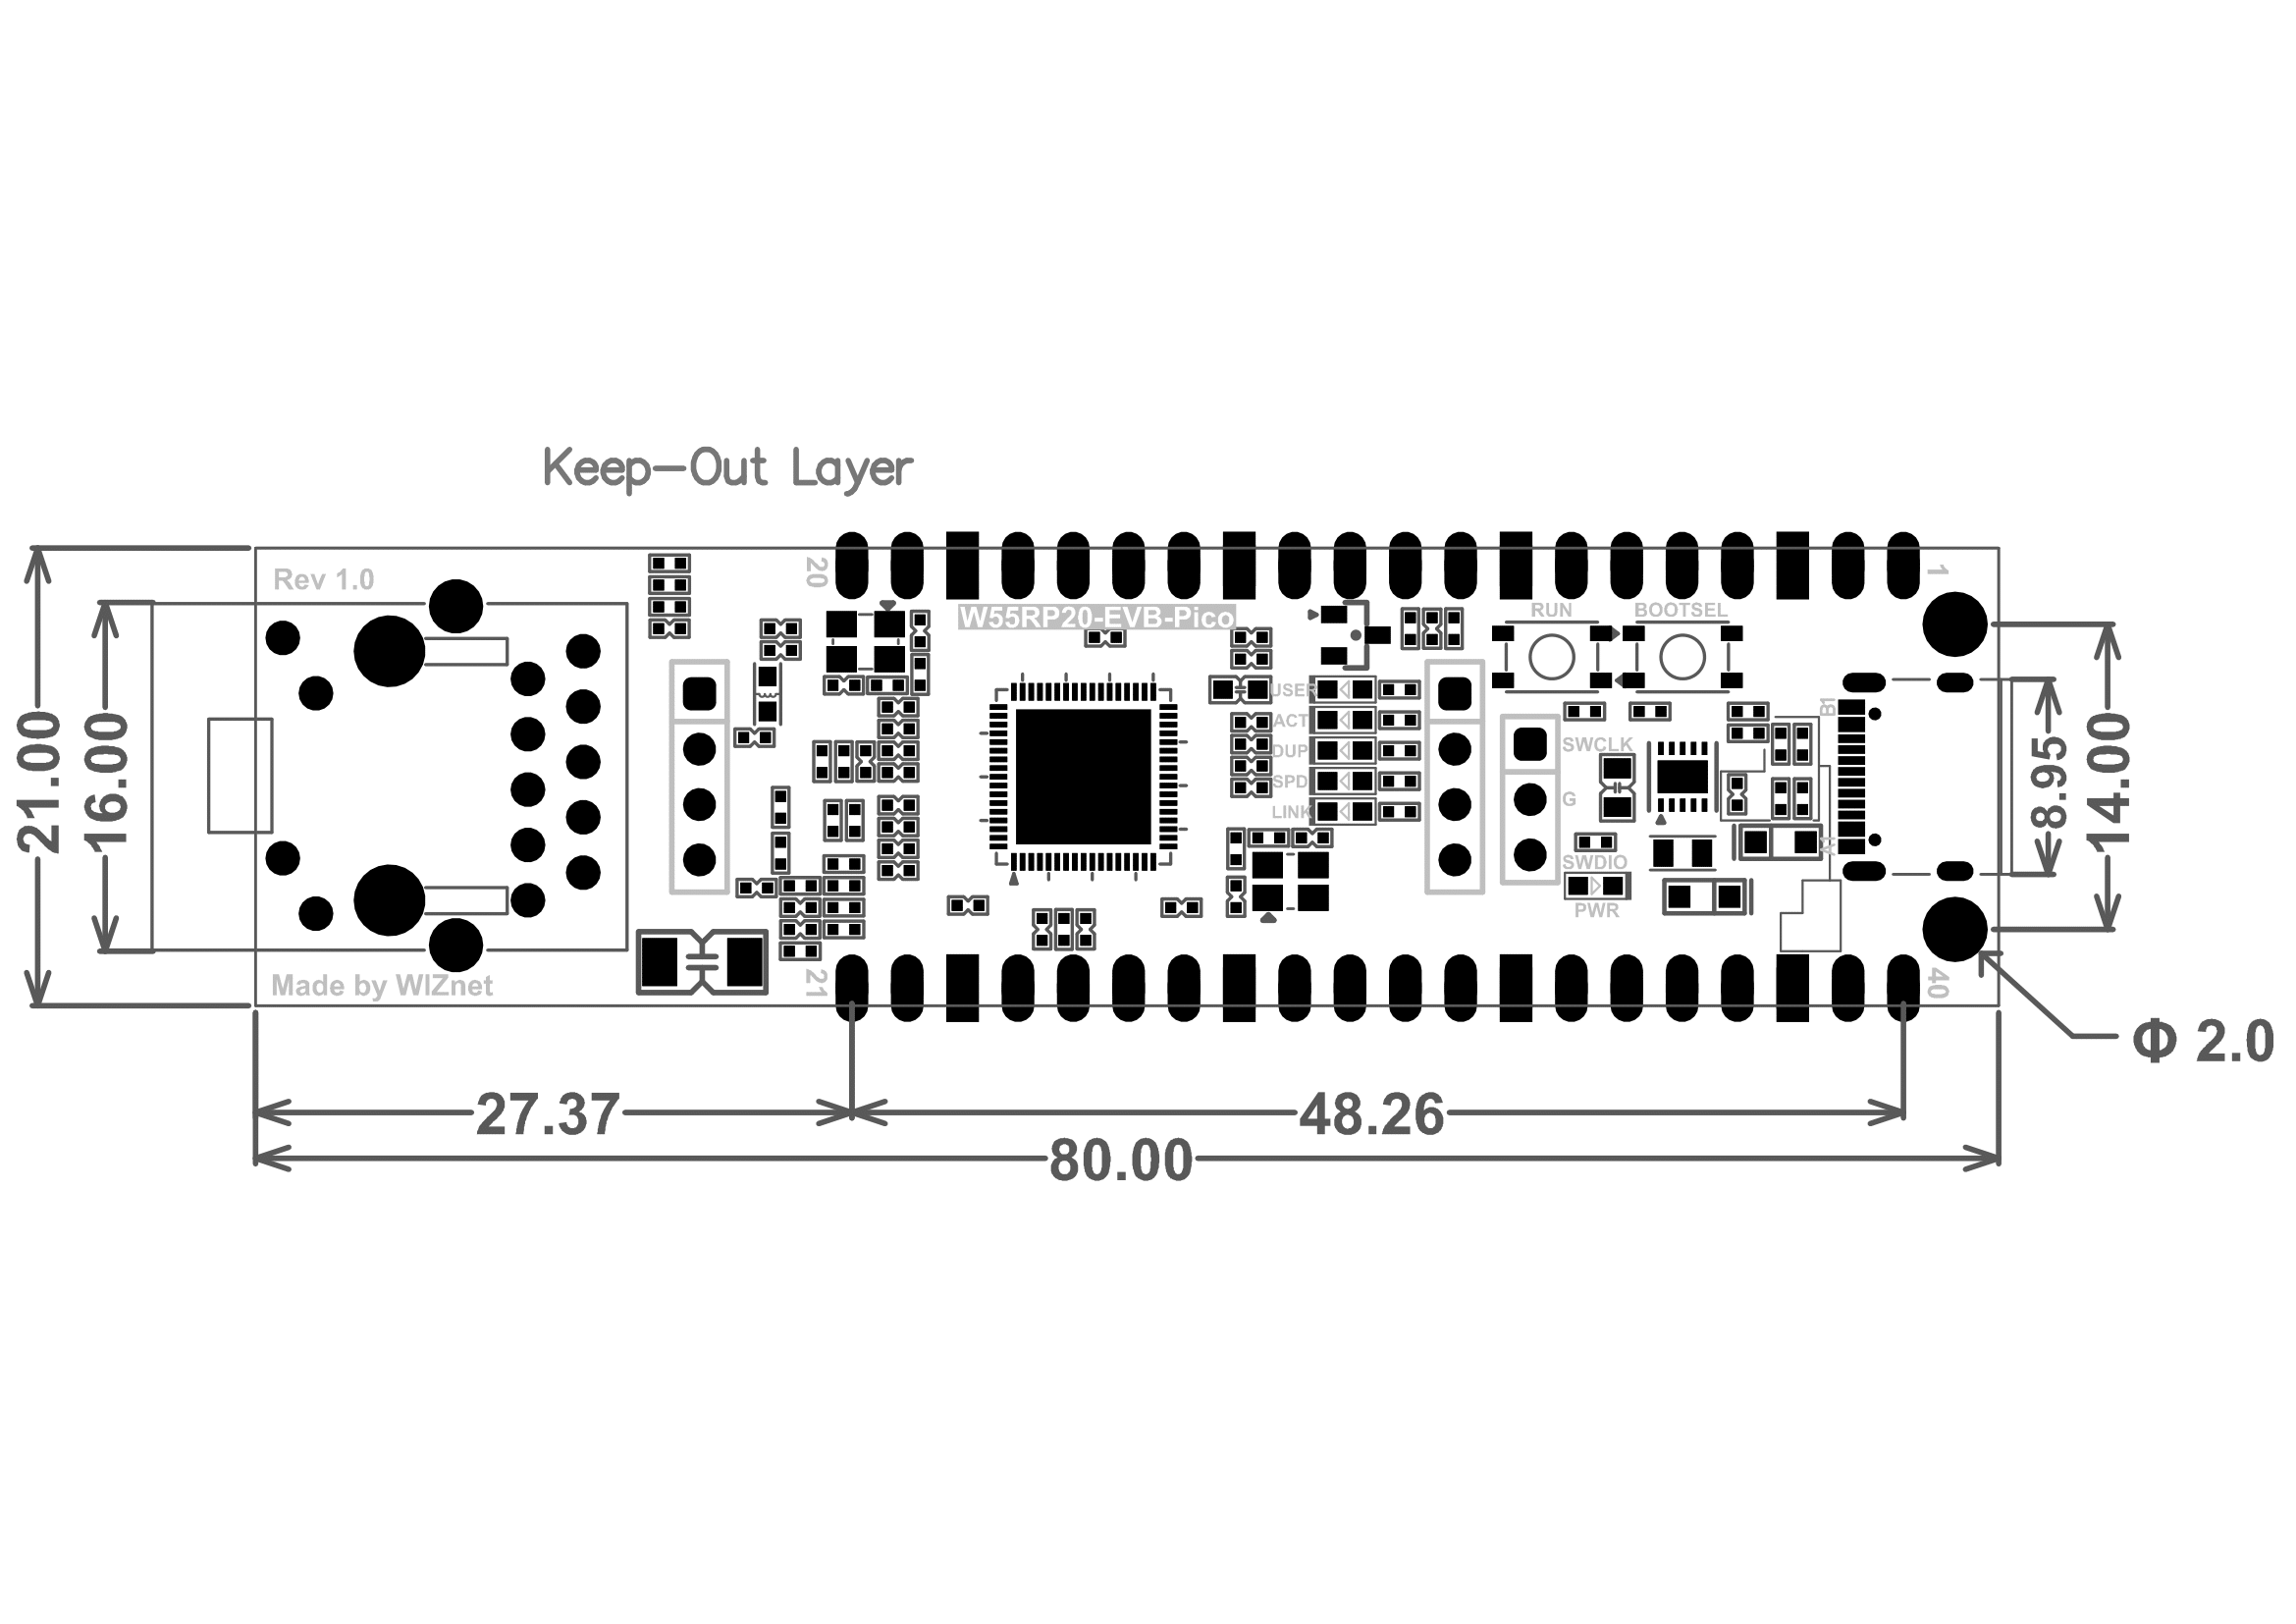 Keep-Out Layer
Rev 1.0
20
1
W55RP20-EVB-Pico
RUN
BOOTSEL
USER
ACT
DUP
SPD
LINK
SWCLK
G
SWDIO
PWR
B1
A1
21.00
16.00
8.95
14.00
Made by WIZnet
21
40
Φ 2.0
27.37
48.26
80.00